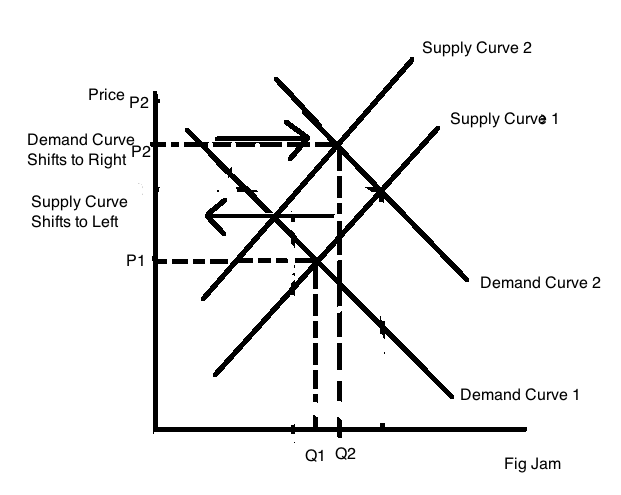 Supply Curve 2
Price
P2
Supply Curve 1
Demand Curve
Shifts to Right
P2
Supply Curve
Shifts to Left
P1
Demand Curve 2
Demand Curve 1
Q1
Q2
Fig Jam